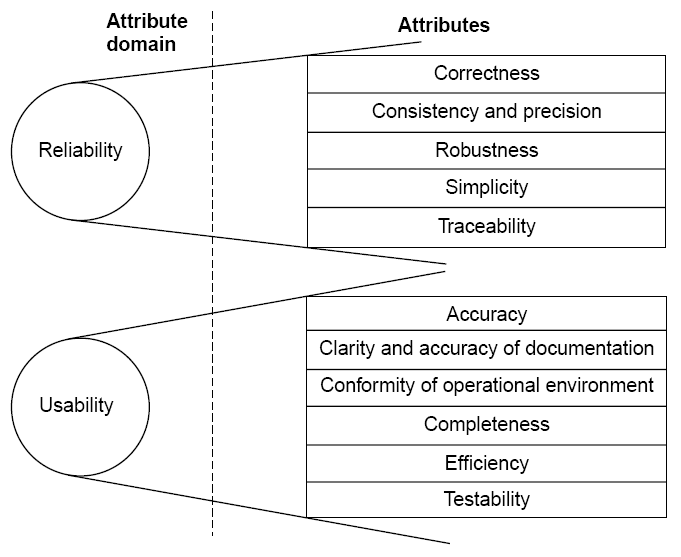 Attribute
domain
Attributes
Reliability
Correctness
Consistency and precision
Robustness
Simplicity
Traceability
Usability
Accuracy
Clarity and accuracy of documentation
Conformity of operational environment
Completeness
Efficiency
Testability